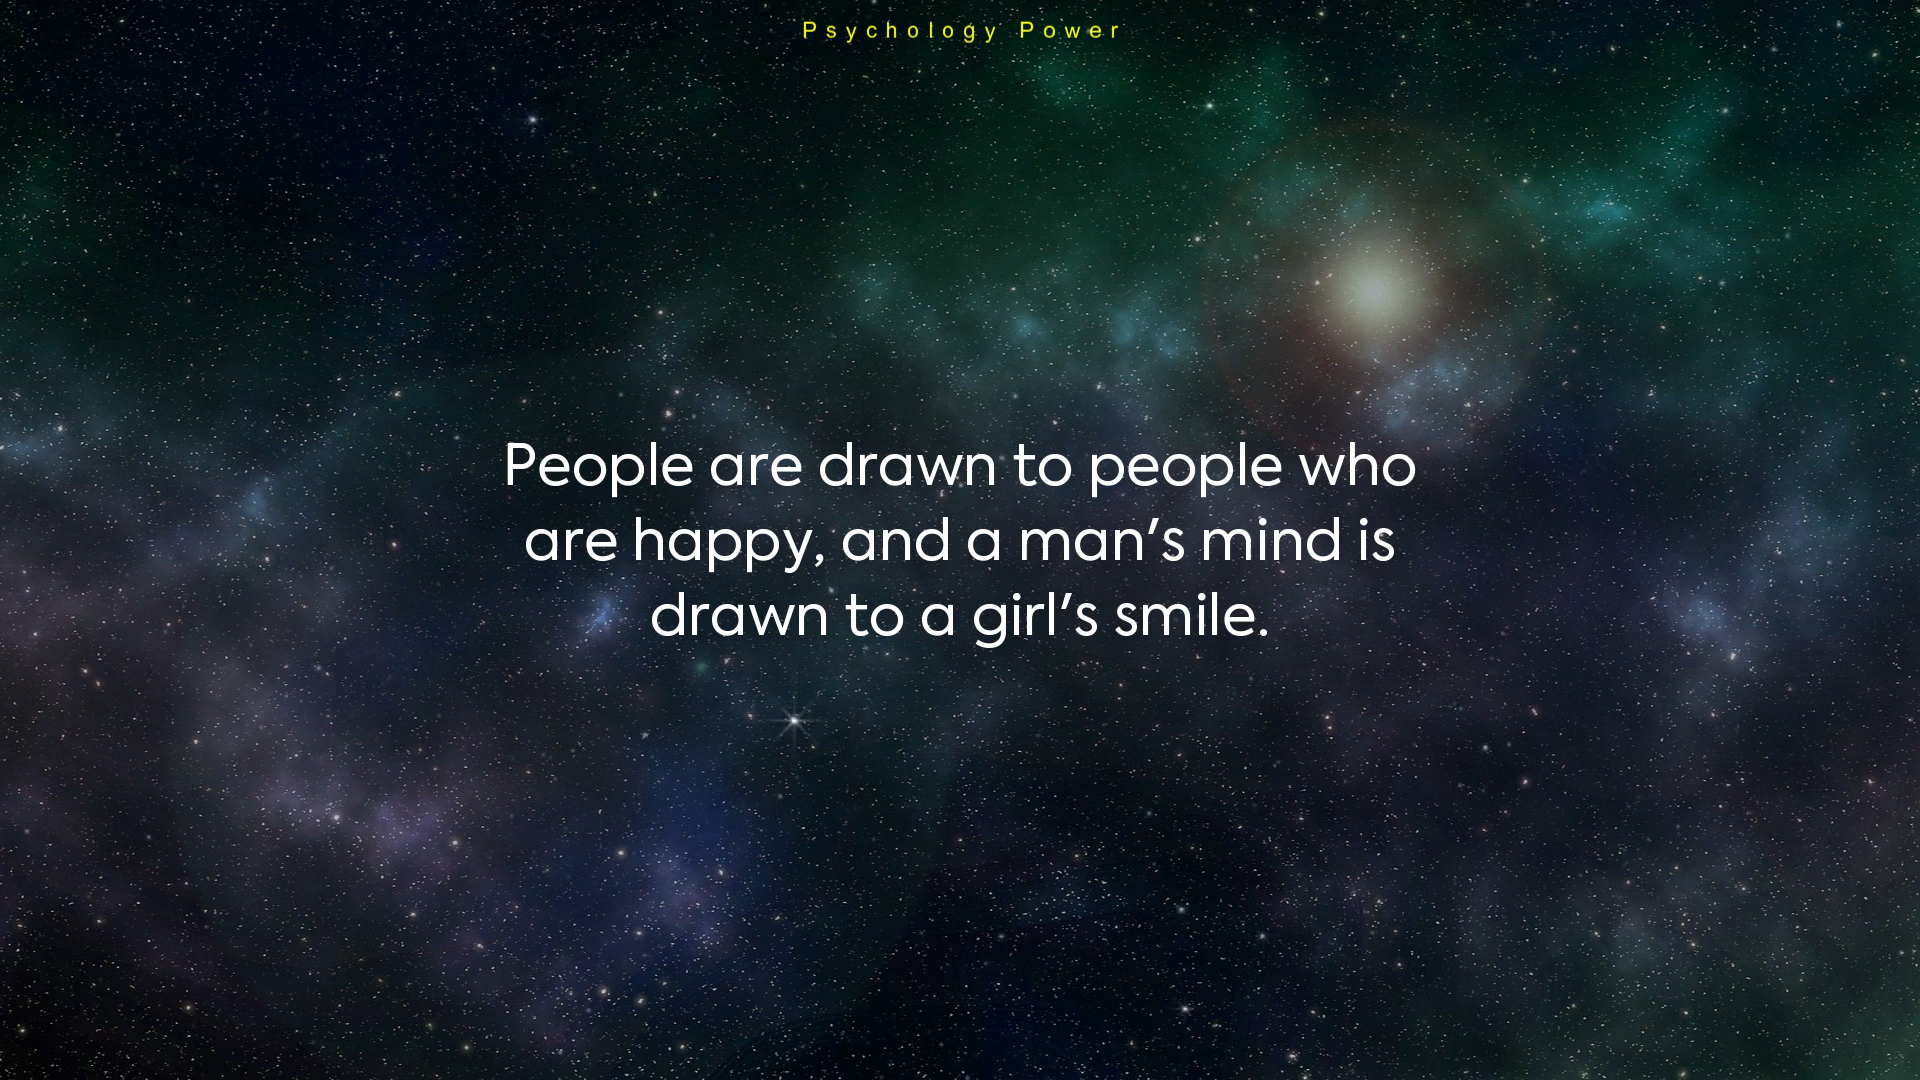 Psychology Power
People are drawn to people who
are happy, and a man's mind is
drawn to a girl's smile.